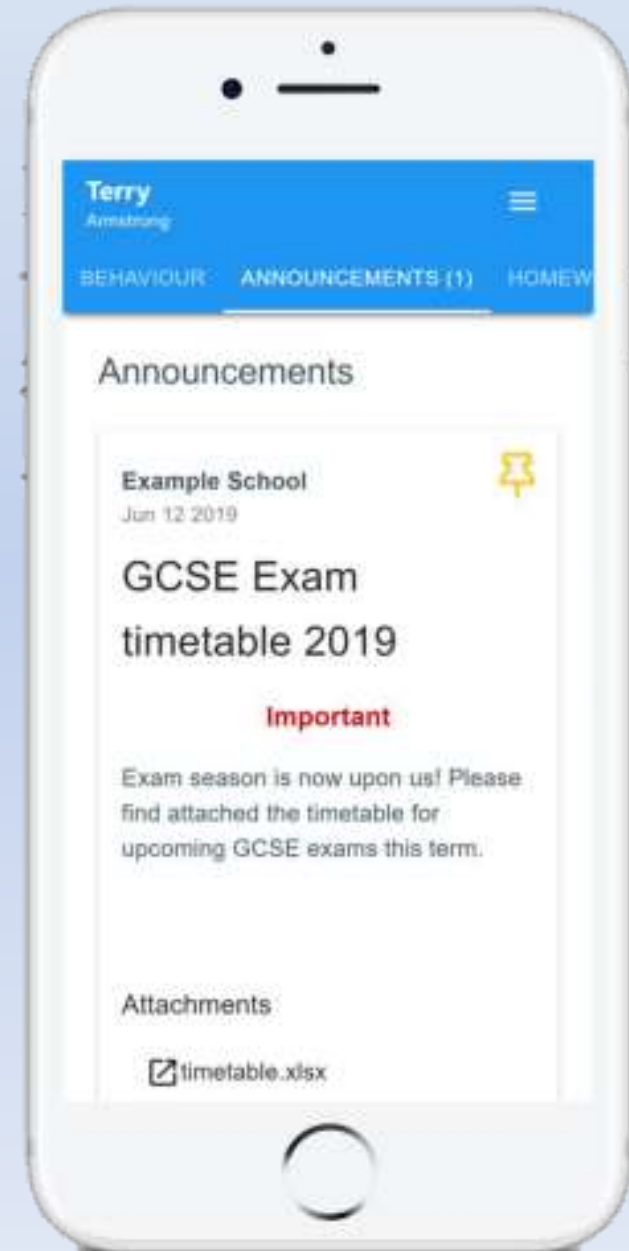 Terry
Armstrong
BEHAVIOUR ANNOUNCEMENTS (1) HOMEW
Announcements
Example School
Jun 12 2019
GCSE Exam
timetable 2019
Important
Exam season is now upon us! Please
find attached the timetable for
upcoming GCSE exams this term.
Attachments
timetable.xlsx